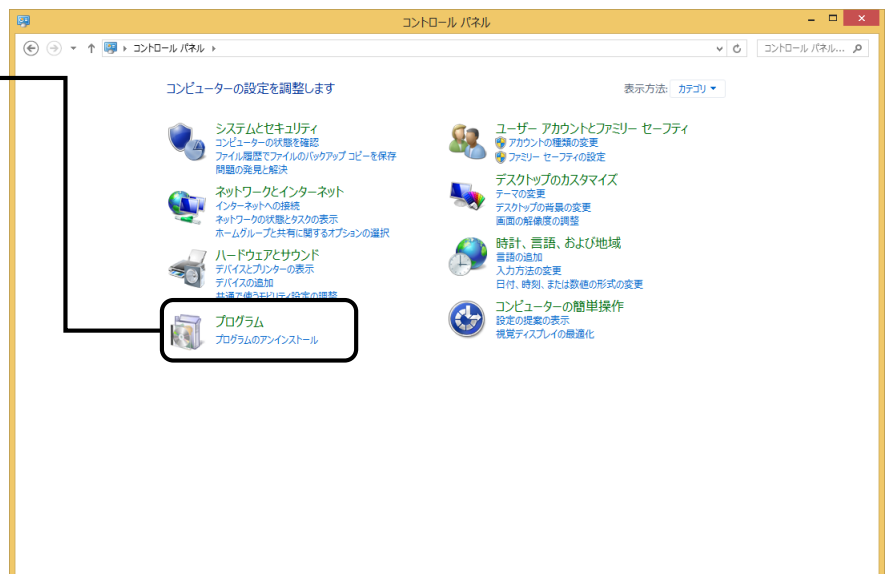 コントロール パネル
コントロール パネル
コントロール パネル...
コンピューターの設定を調整します
表示方法: カテゴリ
システムとセキュリティ
コンピューターの状態を確認
ファイル履歴でファイルのバックアップ コピーを保存
問題の発見と解決
ネットワークとインターネット
インターネットへの接続
ネットワークの状態とタスクの表示
ホームグループと共有に関するオプションの選択
ハードウェアとサウンド
デバイスとプリンターの表示
デバイスの追加
共通で使うモビリティ設定の調整
プログラム
プログラムのアンインストール
ユーザー アカウントとファミリー セーフティ
アカウントの種類の変更
ファミリー セーフティの設定
デスクトップのカスタマイズ
テーマの変更
デスクトップの背景の変更
画面の解像度の調整
時計、言語、および地域
言語の追加
入力方法の変更
日付、時刻、または数値の形式の変更
コンピューターの簡単操作
設定の提案の表示
視覚ディスプレイの最適化